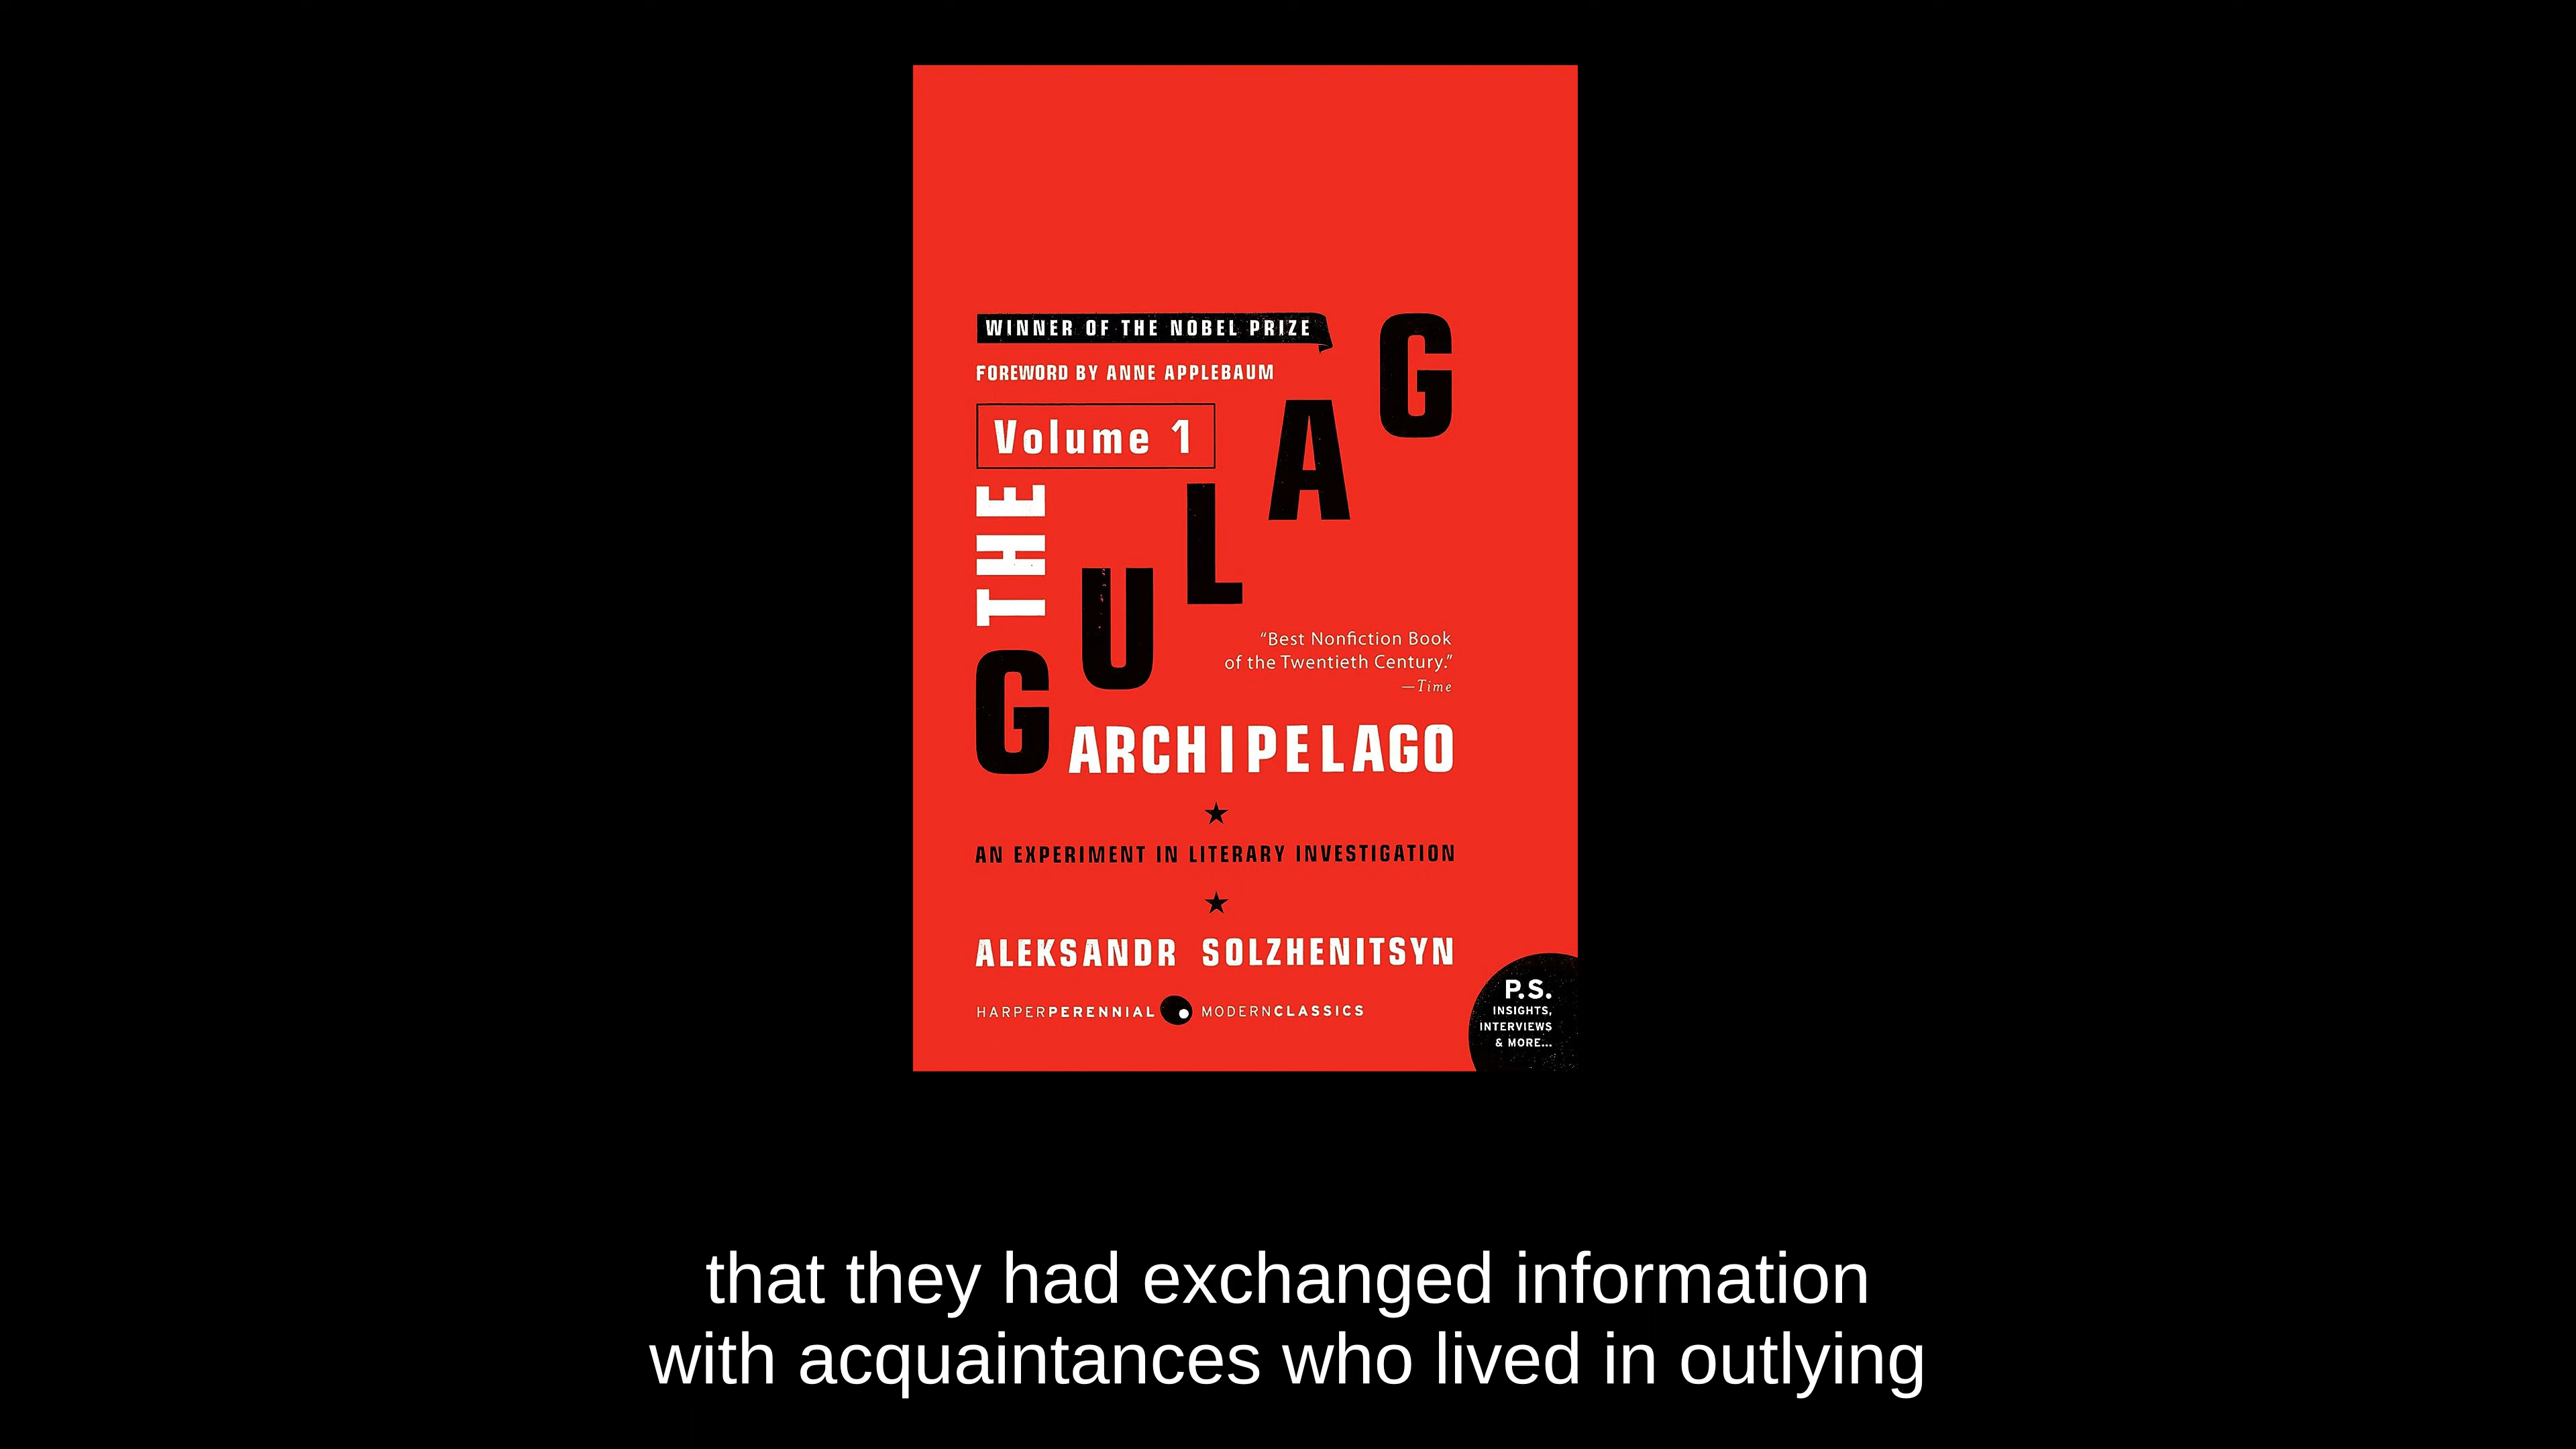 WINNER OF THE NOBEL PRIZE
FOREWORD BY ANNE APPLEBAUM
Volume 1
THE
GULAG
"Best Nonfiction Book
of the Twentieth Century."
—Time
ARCHIPELAGO
★
AN EXPERIMENT IN LITERARY INVESTIGATION
★
ALEKSANDR SOLZHENITSYN
HARPERPERENNIAL MODERNCLASSICS
P.S.
INSIGHTS,
INTERVIEWS
& MORE...
that they had exchanged information
with acquaintances who lived in outlying